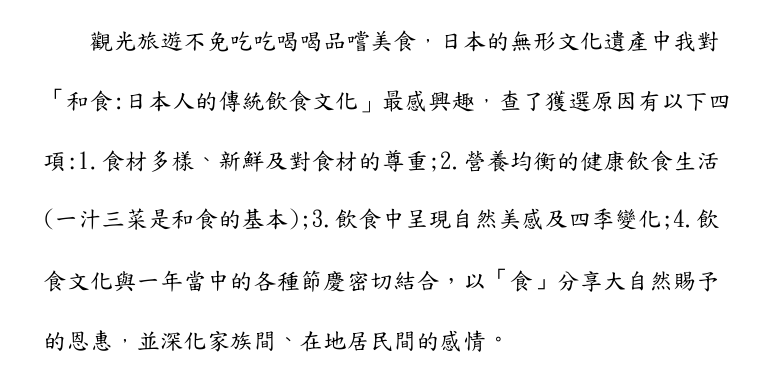 觀光旅遊不免吃吃喝喝品嚐美食，日本的無形文化遺產中我對
「和食:日本人的傳統飲食文化」最感興趣，查了獲選原因有以下四
項:1.食材多樣、新鮮及對食材的尊重;2.營養均衡的健康飲食生活
(一汁三菜是和食的基本);3.飲食中呈現自然美感及四季變化;4.飲
食文化與一年當中的各種節慶密切結合，以「食」分享大自然賜予
的恩惠，並深化家族間、在地居民間的感情。